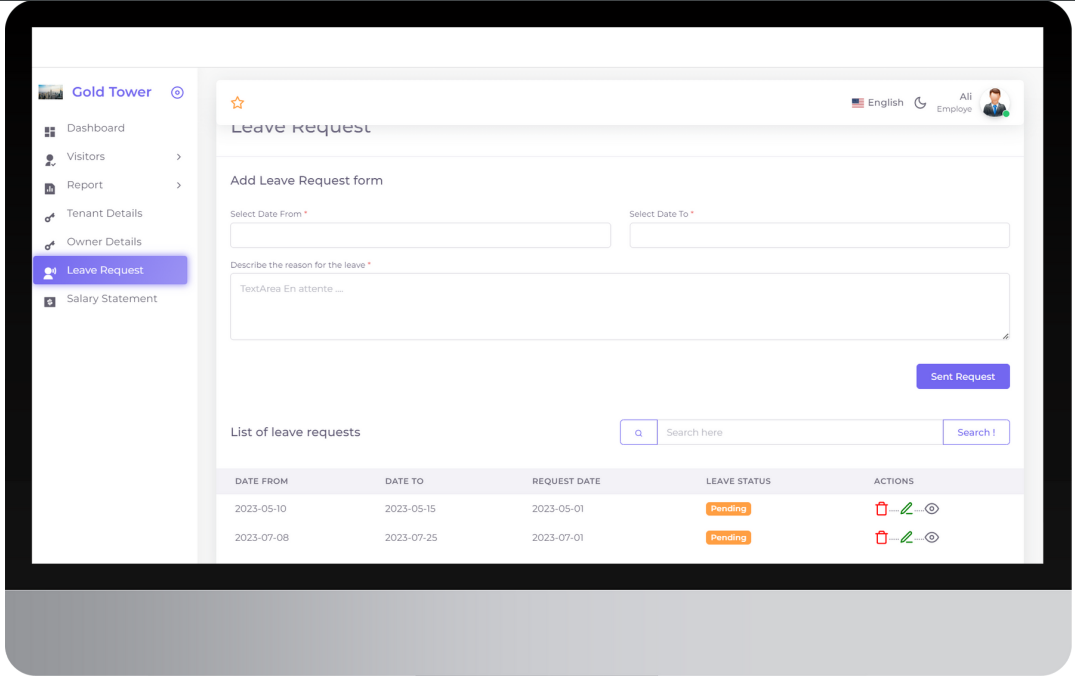 Gold Tower
Dashboard
Visitors
Report
Tenant Details
Owner Details
Leave Request
Salary Statement
English
Ali
Employe
Leave Request
Add Leave Request form
Select Date From *
Select Date To *
Describe the reason for the leave *
TextArea En attente ....
Sent Request
List of leave requests
Search here
Search !
DATE FROM DATE TO REQUEST DATE LEAVE STATUS ACTIONS
2023-05-10 2023-05-15 2023-05-01 Pending
2023-07-08 2023-07-25 2023-07-01 Pending